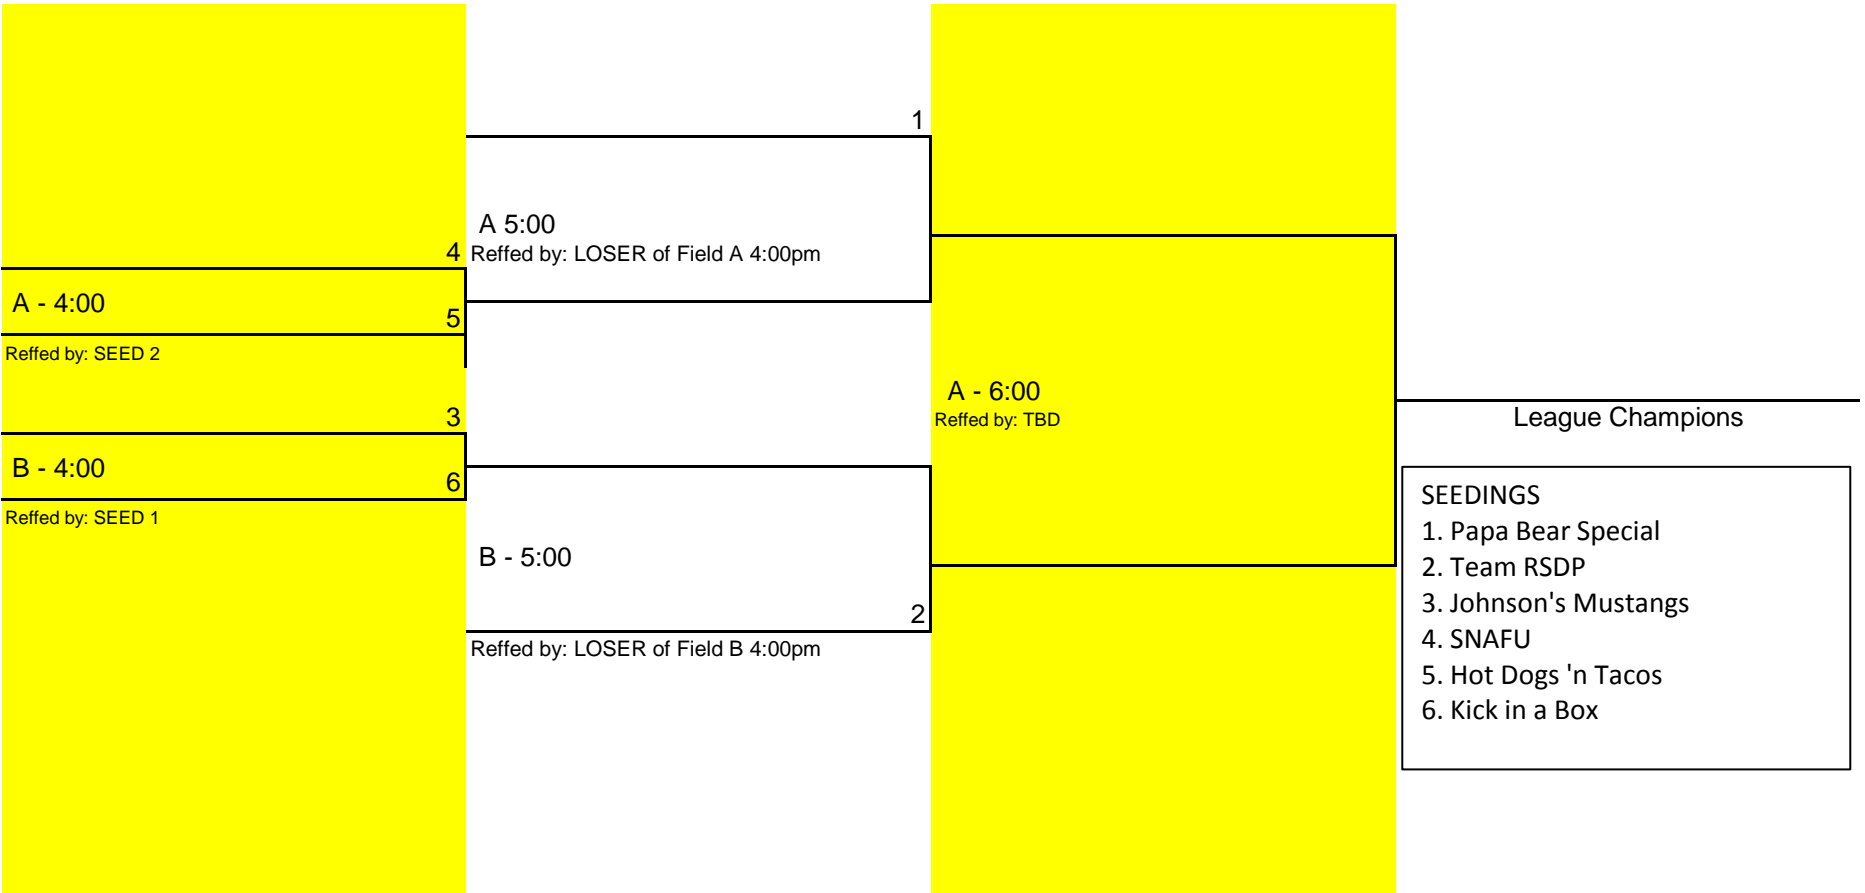 1
A 5:00
4
Reffed by: LOSER of Field A 4:00pm
A - 4:00
5
Reffed by: SEED 2
3
B - 4:00
6
Reffed by: SEED 1
B - 5:00
2
Reffed by: LOSER of Field B 4:00pm
A - 6:00
Reffed by: TBD
League Champions
SEEDINGS
1. Papa Bear Special
2. Team RSDP
3. Johnson's Mustangs
4. SNAFU
5. Hot Dogs 'n Tacos
6. Kick in a Box